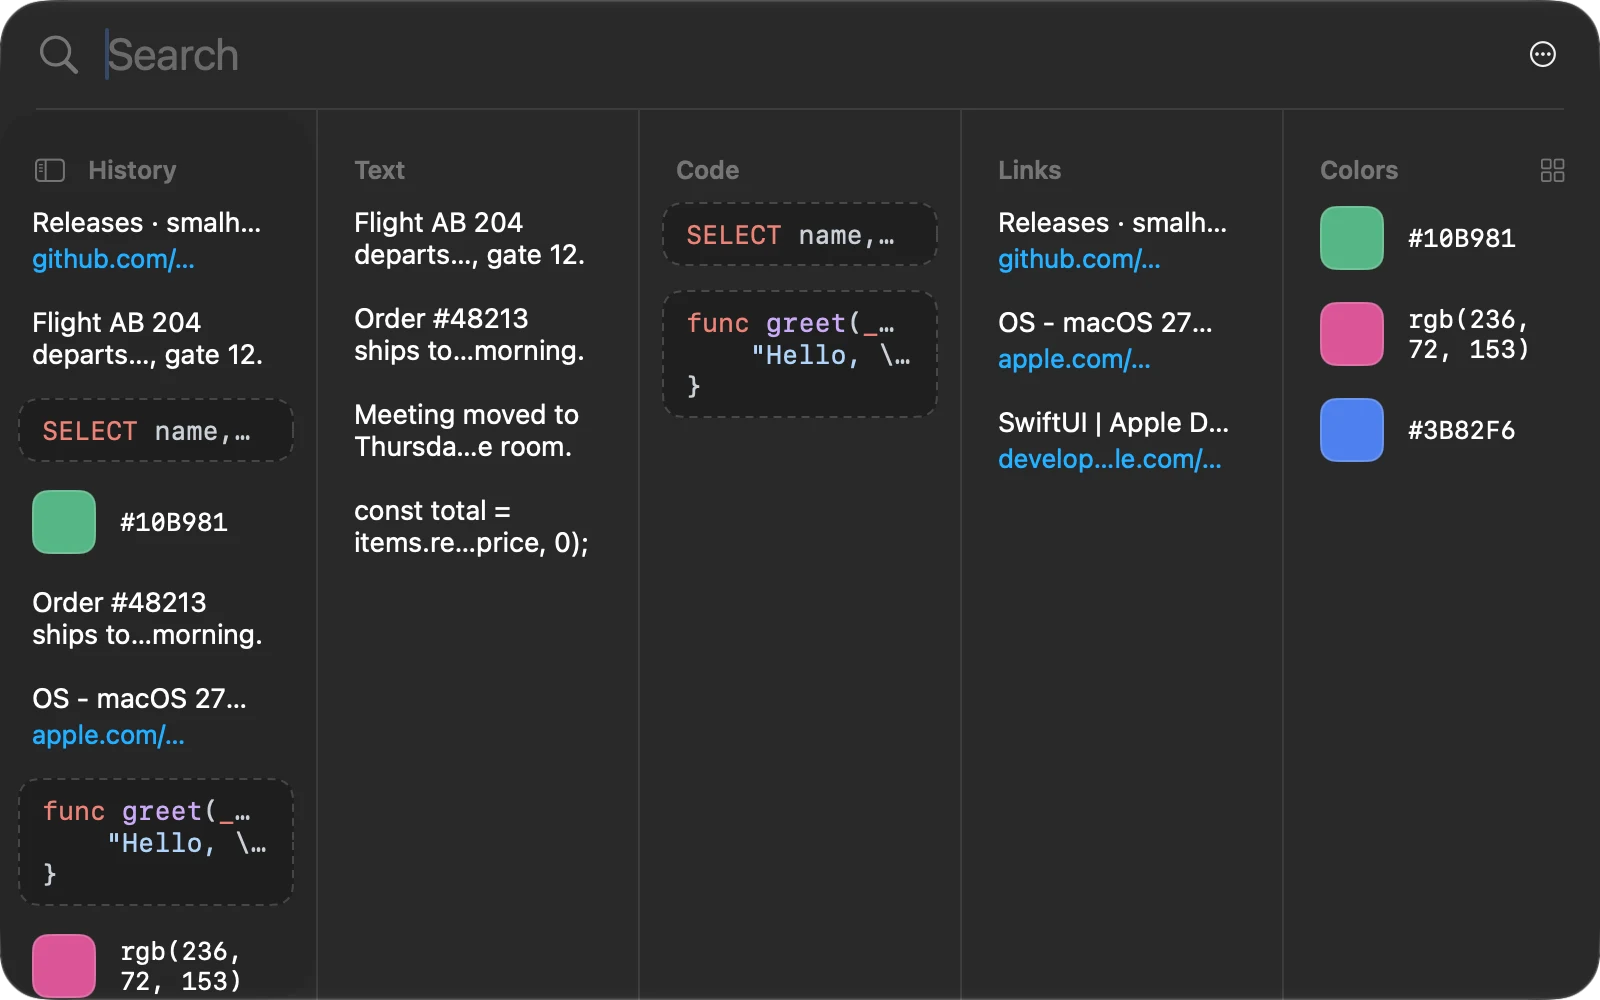 Search
History
Releases · smalh...
github.com/...
Flight AB 204
departs..., gate 12.
SELECT name,…
#10B981
Order #48213
ships to...morning.
OS - macOS 27...
apple.com/...
func greet(_…
"Hello, \…
}
rgb(236,
72, 153)
Text
Flight AB 204
departs..., gate 12.
Order #48213
ships to...morning.
Meeting moved to
Thursda...e room.
const total =
items.re...price, 0);
Code
SELECT name,…
func greet(_…
"Hello, \…
}
Links
Releases · smalh...
github.com/...
OS - macOS 27...
apple.com/...
SwiftUI | Apple D...
develop...le.com/...
Colors
#10B981
rgb(236,
72, 153)
#3B82F6